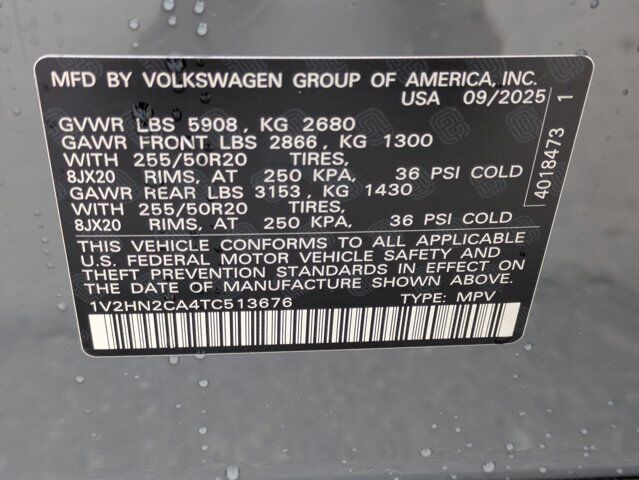 MFD BY VOLKSWAGEN GROUP OF AMERICA, INC.
USA 09/2025
GVWR LBS 5908, KG 2680
GAWR FRONT LBS 2866, KG 1300
WITH 255/50R20 TIRES,
8JX20 RIMS, AT 250 KPA, 36 PSI COLD
GAWR REAR LBS 3153, KG 1430
WITH 255/50R20 TIRES,
8JX20 RIMS, AT 250 KPA, 36 PSI COLD
THIS VEHICLE CONFORMS TO ALL APPLICABLE
U.S. FEDERAL MOTOR VEHICLE SAFETY AND
THEFT PREVENTION STANDARDS IN EFFECT ON
THE DATE OF MANUFACTURE SHOWN ABOVE.
1V2HN2CA4TC513676 TYPE: MPV
4018473 1